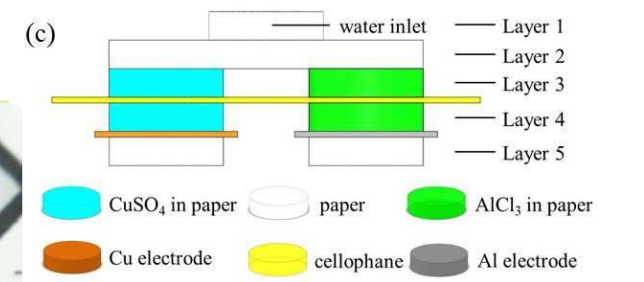 (c)
water inlet
Layer 1
Layer 2
Layer 3
Layer 4
Layer 5
CuSO₄ in paper
paper
AlCl₃ in paper
Cu electrode
cellophane
Al electrode